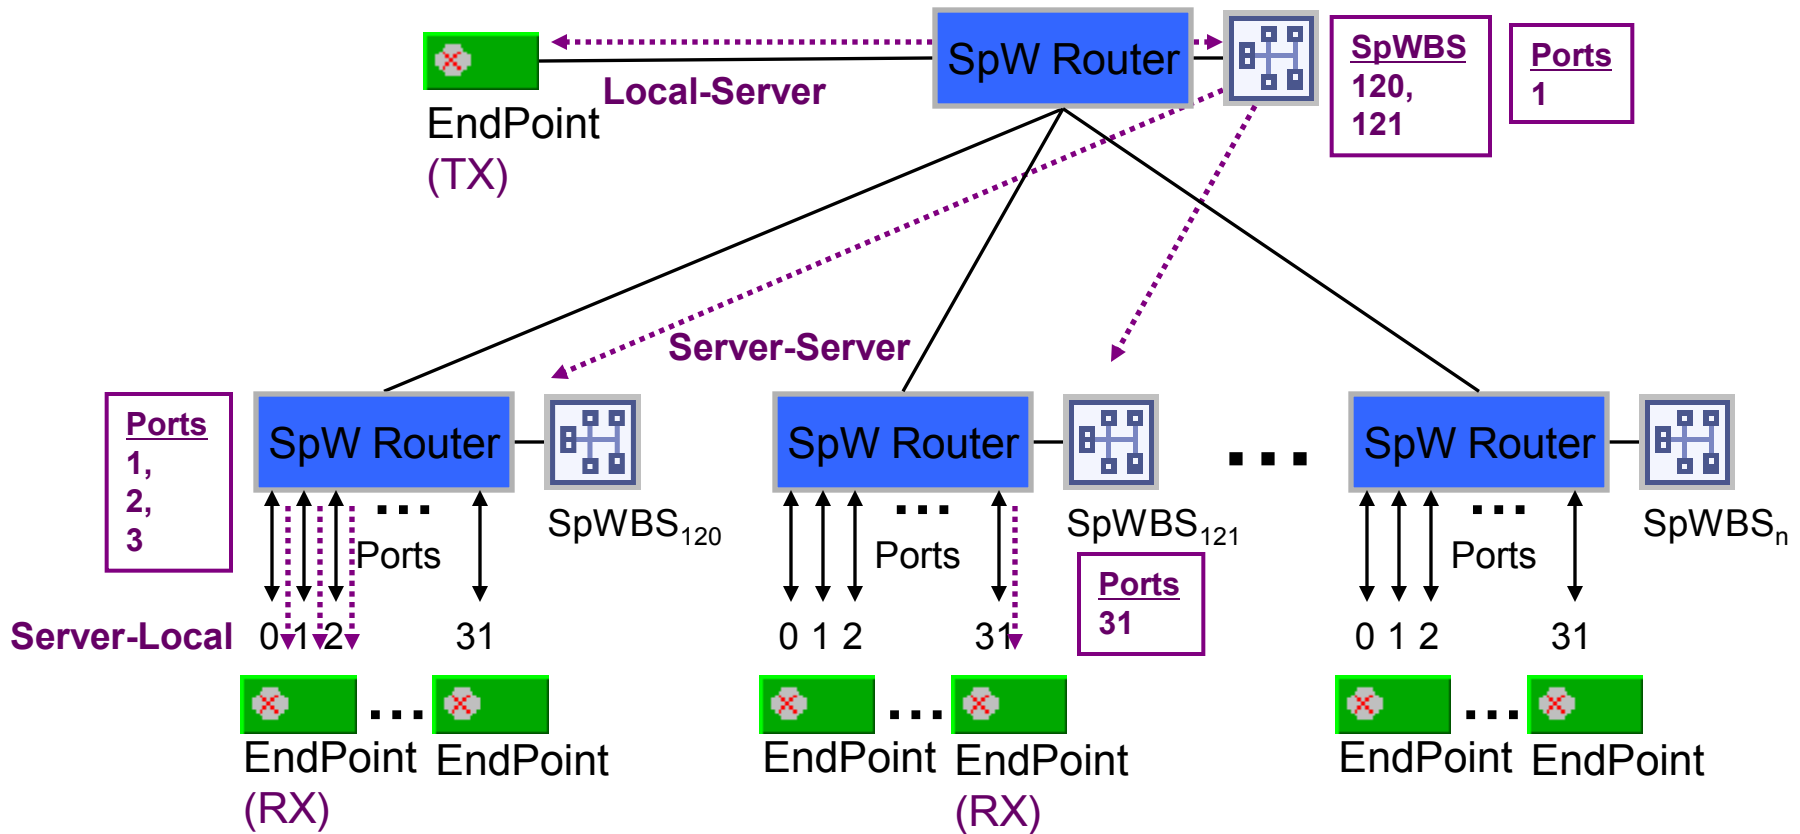 SpW Router
SpWBS
120,
121
Ports
1
Local-Server
EndPoint
(TX)
Server-Server
Ports
1,
2,
3
SpW Router
SpWBS120
... Ports
SpW Router
SpWBS121
... Ports
Ports
31
...
SpW Router
SpWBSn
... Ports
Server-Local
0 1 2 31
0 1 2 31
0 1 2 31
EndPoint ... EndPoint
(RX)
EndPoint ... EndPoint
(RX)
EndPoint ... EndPoint